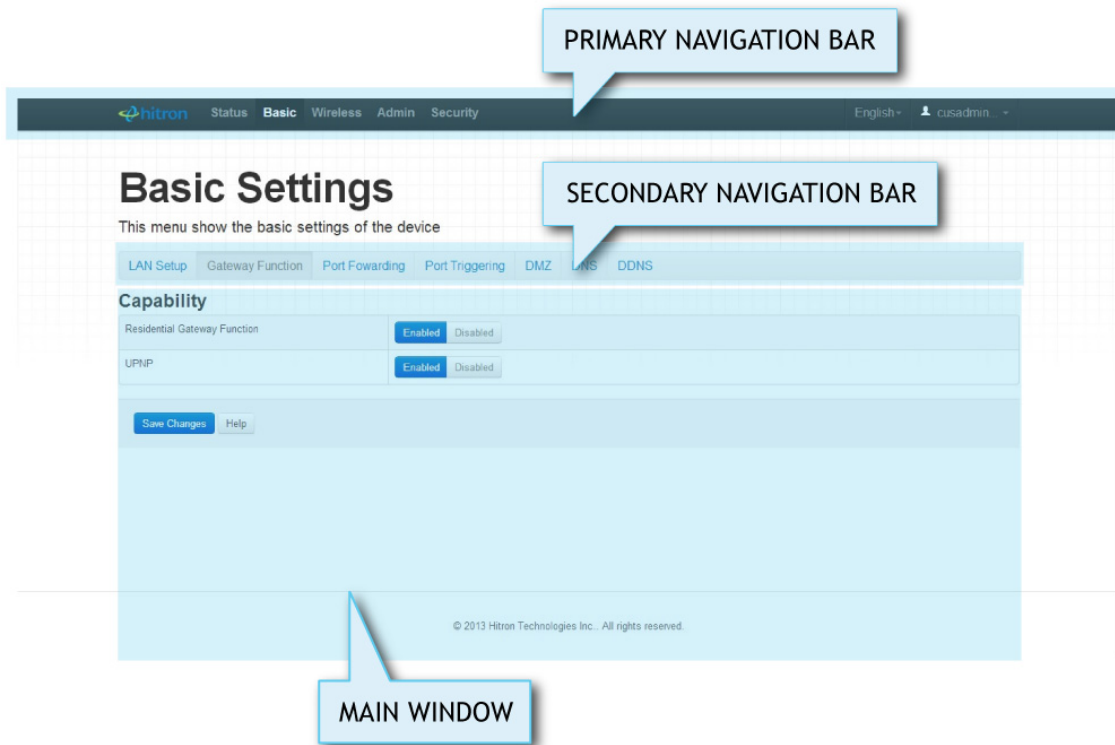 PRIMARY NAVIGATION BAR
hitron Status Basic Wireless Admin Security English cusadmin...
Basic Settings
SECONDARY NAVIGATION BAR
This menu show the basic settings of the device
LAN Setup Gateway Function Port Fowarding Port Triggering DMZ DNS DDNS
Capability
Residential Gateway Function Enabled Disabled
UPNP Enabled Disabled
Save Changes Help
© 2013 Hitron Technologies Inc.. All rights reserved.
MAIN WINDOW